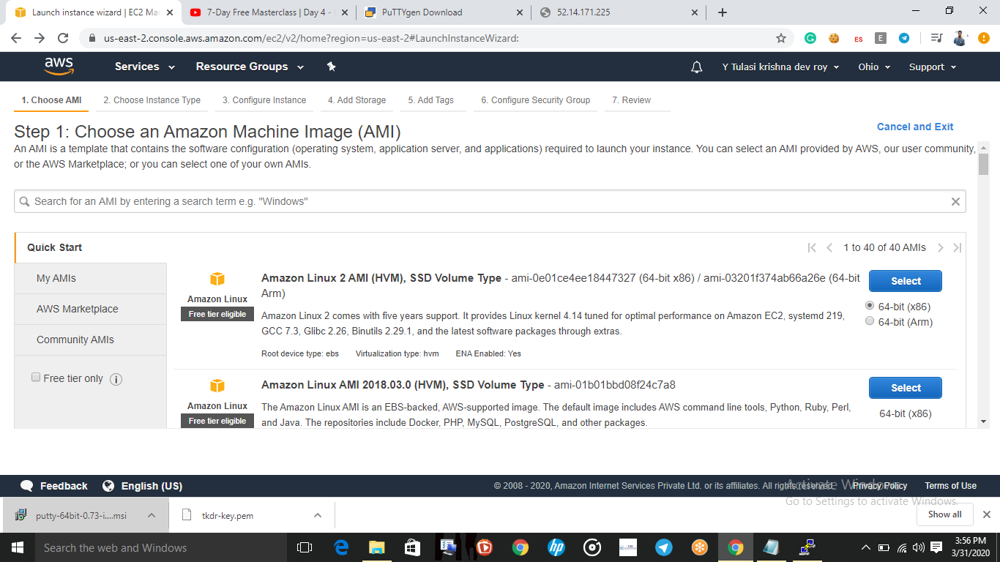 Launch instance wizard | EC2 Mar
7-Day Free Masterclass | Day 4 -
PuTTYgen Download
52.14.171.225
us-east-2.console.aws.amazon.com/ec2/v2/home?region=us-east-2#LaunchInstanceWizard:
ES
E
aws
Services
Resource Groups
Y Tulasi krishna dev roy
Ohio
Support
1. Choose AMI
2. Choose Instance Type
3. Configure Instance
4. Add Storage
5. Add Tags
6. Configure Security Group
7. Review
Step 1: Choose an Amazon Machine Image (AMI)
Cancel and Exit
An AMI is a template that contains the software configuration (operating system, application server, and applications) required to launch your instance. You can select an AMI provided by AWS, our user community,
or the AWS Marketplace; or you can select one of your own AMIs.
Search for an AMI by entering a search term e.g. "Windows"
Quick Start
1 to 40 of 40 AMIs
My AMIs
AWS Marketplace
Community AMIs
Free tier only
Amazon Linux
Free tier eligible
Amazon Linux 2 AMI (HVM), SSD Volume Type - ami-0e01ce4ee18447327 (64-bit x86) / ami-03201f374ab66a26e (64-bit
Arm)
Amazon Linux 2 comes with five years support. It provides Linux kernel 4.14 tuned for optimal performance on Amazon EC2, systemd 219,
GCC 7.3, Glibc 2.26, Binutils 2.29.1, and the latest software packages through extras.
Root device type: ebs Virtualization type: hvm ENA Enabled: Yes
Select
64-bit (x86)
64-bit (Arm)
Amazon Linux
Free tier eligible
Amazon Linux AMI 2018.03.0 (HVM), SSD Volume Type - ami-01b01bbd08f24c7a8
The Amazon Linux AMI is an EBS-backed, AWS-supported image. The default image includes AWS command line tools, Python, Ruby, Perl,
and Java. The repositories include Docker, PHP, MySQL, PostgreSQL, and other packages.
Select
64-bit (x86)
Feedback
English (US)
© 2008 - 2020, Amazon Internet Services Private Ltd. or its affiliates. All rights reserved.
Privacy Policy
Terms of Use
Activate Windows
Go to Settings to activate Windows.
putty-64bit-0.73-i....msi
tkdr-key.pem
Show all
Search the web and Windows
hp
3:56 PM
3/31/2020